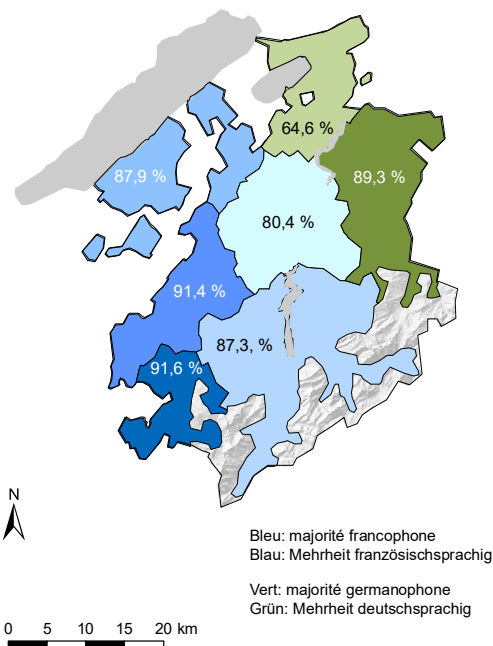 64,6 %
87,9 %
89,3 %
80,4 %
91,4 %
87,3, %
91,6 %
N
Bleu: majorité francophone
Blau: Mehrheit französischsprachig
Vert: majorité germanophone
Grün: Mehrheit deutschsprachig
0 5 10 15 20 km